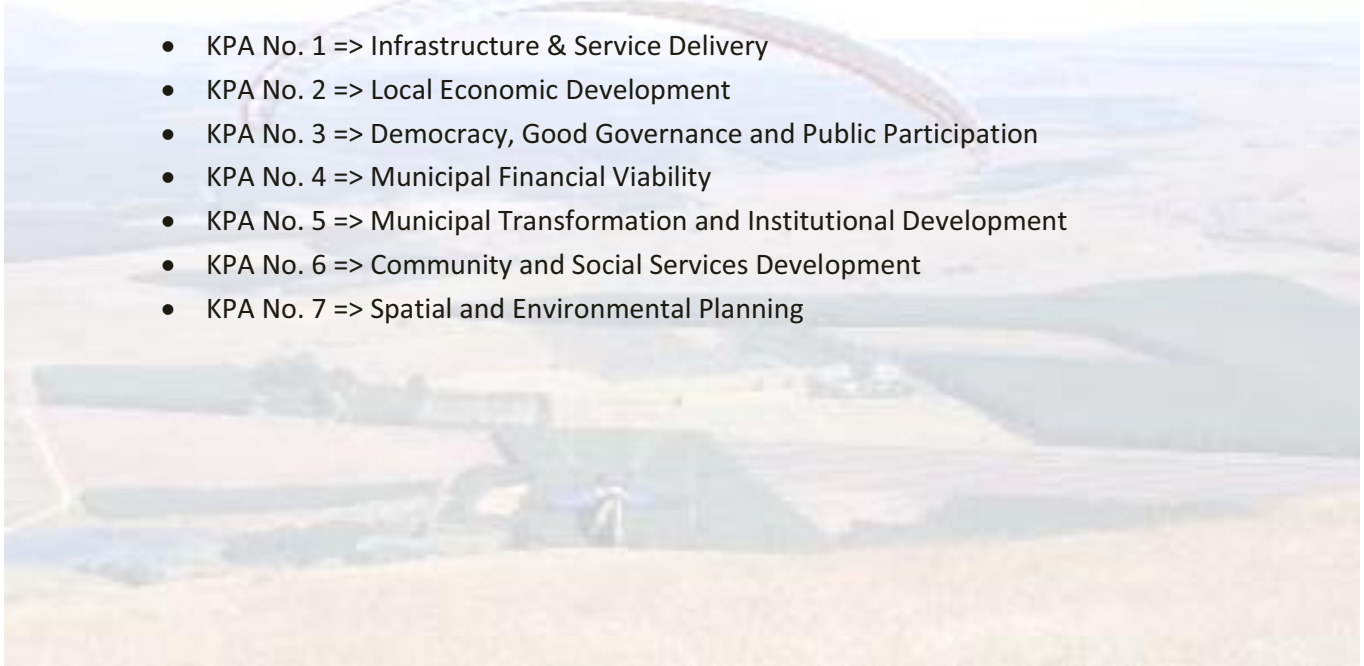 • KPA No. 1 => Infrastructure & Service Delivery
• KPA No. 2 => Local Economic Development
• KPA No. 3 => Democracy, Good Governance and Public Participation
• KPA No. 4 => Municipal Financial Viability
• KPA No. 5 => Municipal Transformation and Institutional Development
• KPA No. 6 => Community and Social Services Development
• KPA No. 7 => Spatial and Environmental Planning